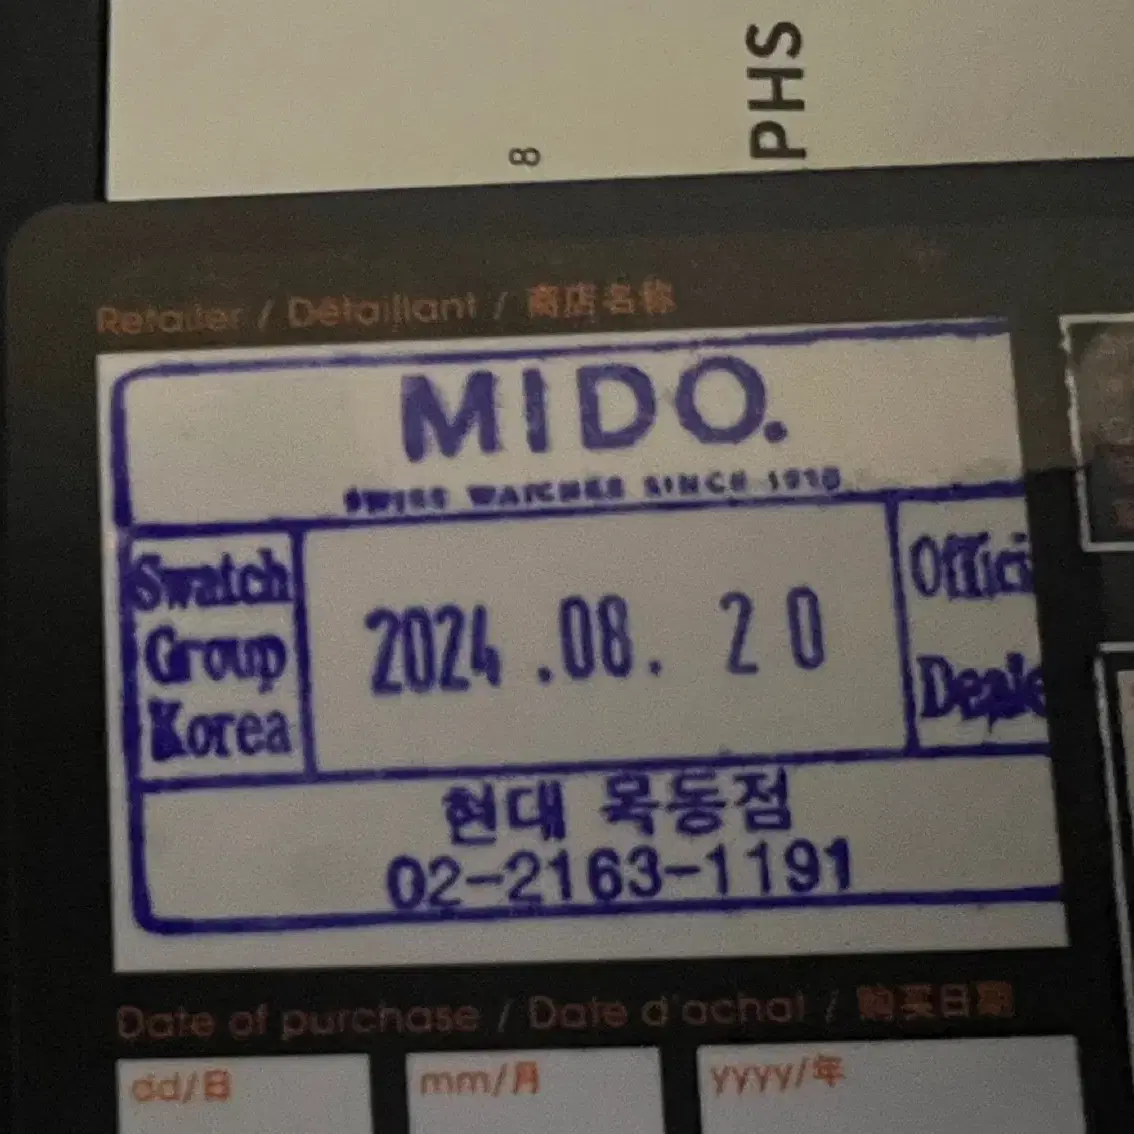 PHS
8
Retailer / Détaillant / 商店名称
MIDO.
SWISS WATCHES SINCE 1918
Swatch
Group
Korea
2024 .08. 20
Offici
Deale
현대 목동점
02-2163-1191
Date of purchase / Date d'achat / 购买日期
dd/日
mm/月
yyyy/年